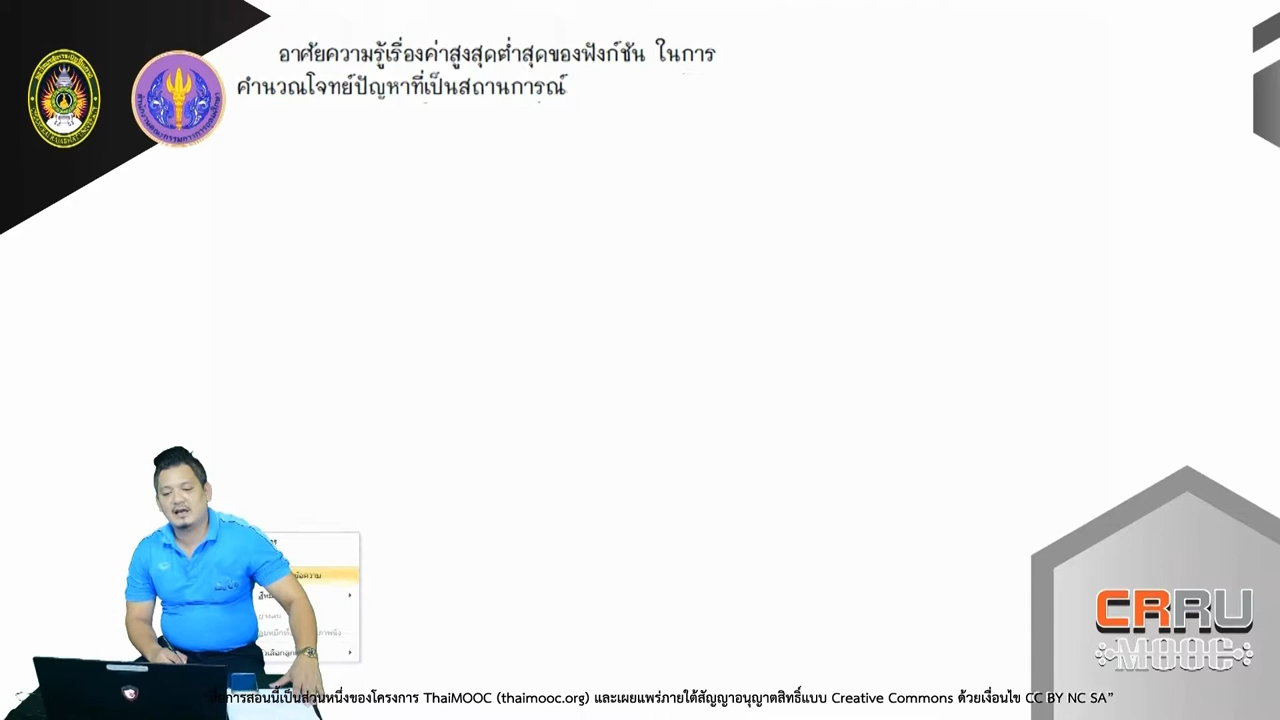 อาศัยความรู้เรื่องค่าสูงสุดต่ำสุดของฟังก์ชัน ในการ
คำนวณโจทย์ปัญหาที่เป็นสถานการณ์
CRRU
MOOC
สื่อการสอนนี้เป็นส่วนหนึ่งของโครงการ ThaiMOOC (thaimooc.org) และเผยแพร่ภายใต้สัญญาอนุญาตสิทธิ์แบบ Creative Commons ด้วยเงื่อนไข CC BY NC SA”